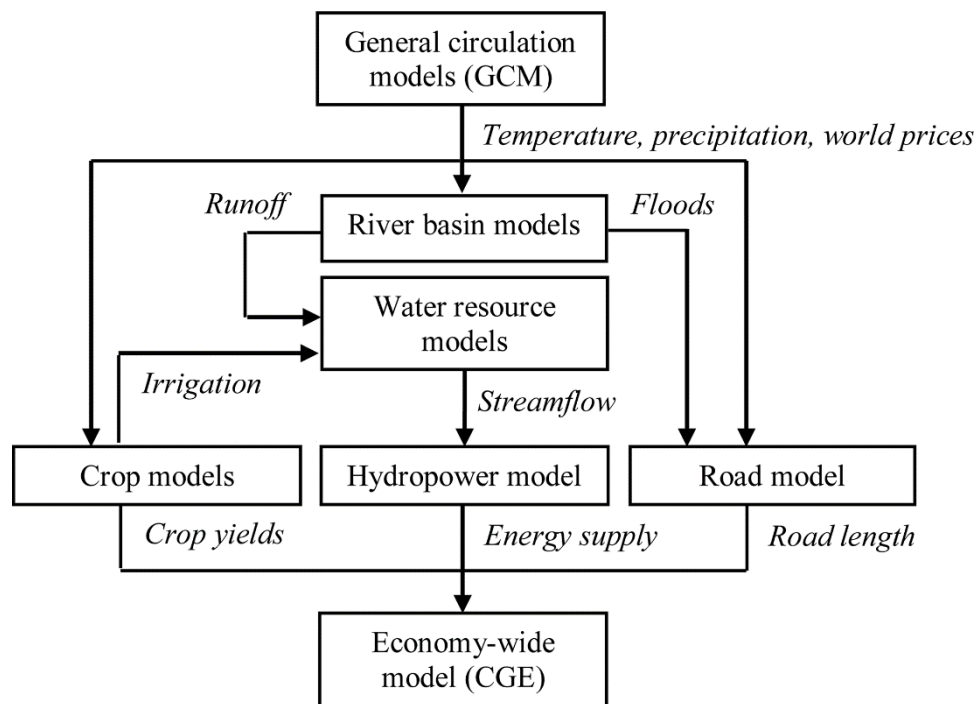 General circulation
models (GCM)
Temperature, precipitation, world prices
Runoff
River basin models
Floods
Water resource
models
Irrigation
Streamflow
Crop models
Hydropower model
Road model
Crop yields
Energy supply
Road length
Economy-wide
model (CGE)